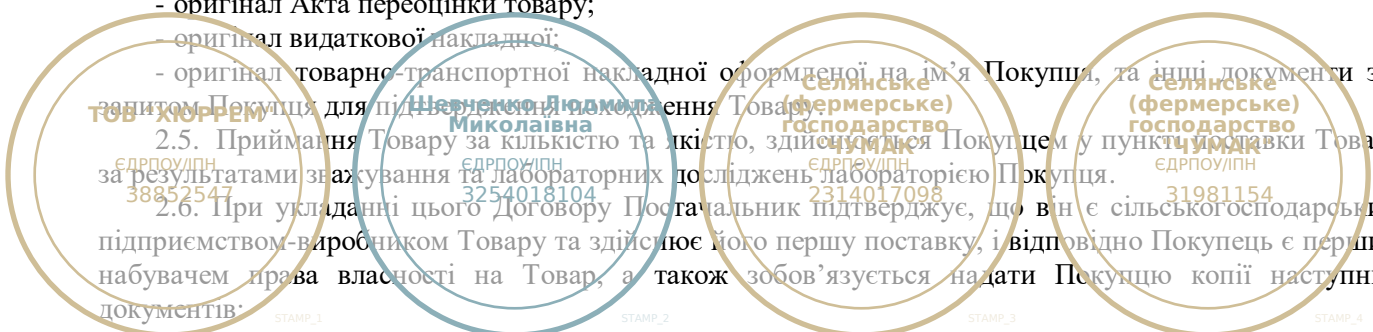 - оригінал Акта переоцінки товару;
- оригінал видаткової накладної;
- оригінал товарно-транспортної накладної оформленої на ім’я Покупця, та інші документи з
запитом Покупця для підтвердження походження Товару.
2.5. Приймання Товару за кількістю та якістю, здійснюється Покупцем у пункті поставки Това
за результатами зважування та лабораторних досліджень лабораторією Покупця.
2.6. При укладанні цього Договору Постачальник підтверджує, що він є сільськогосподарськи
підприємством-виробником Товару та здійснює його першу поставку, і відповідно Покупець є перши
набувачем права власності на Товар, а також зобов’язується надати Покупцю копії наступни
документів:
ТОВ "ХЮРРЕМ"
ЄДРПОУ/ІПН
38852547
STAMP_1
Шевченко Людмила
Миколаївна
ЄДРПОУ/ІПН
3254018104
STAMP_2
Селянське
(фермерське)
господарство
"ЧУМАК"
ЄДРПОУ/ІПН
2314017098
STAMP_3
Селянське
(фермерське)
господарство
"ЧУМАК"
ЄДРПОУ/ІПН
31981154
STAMP_4